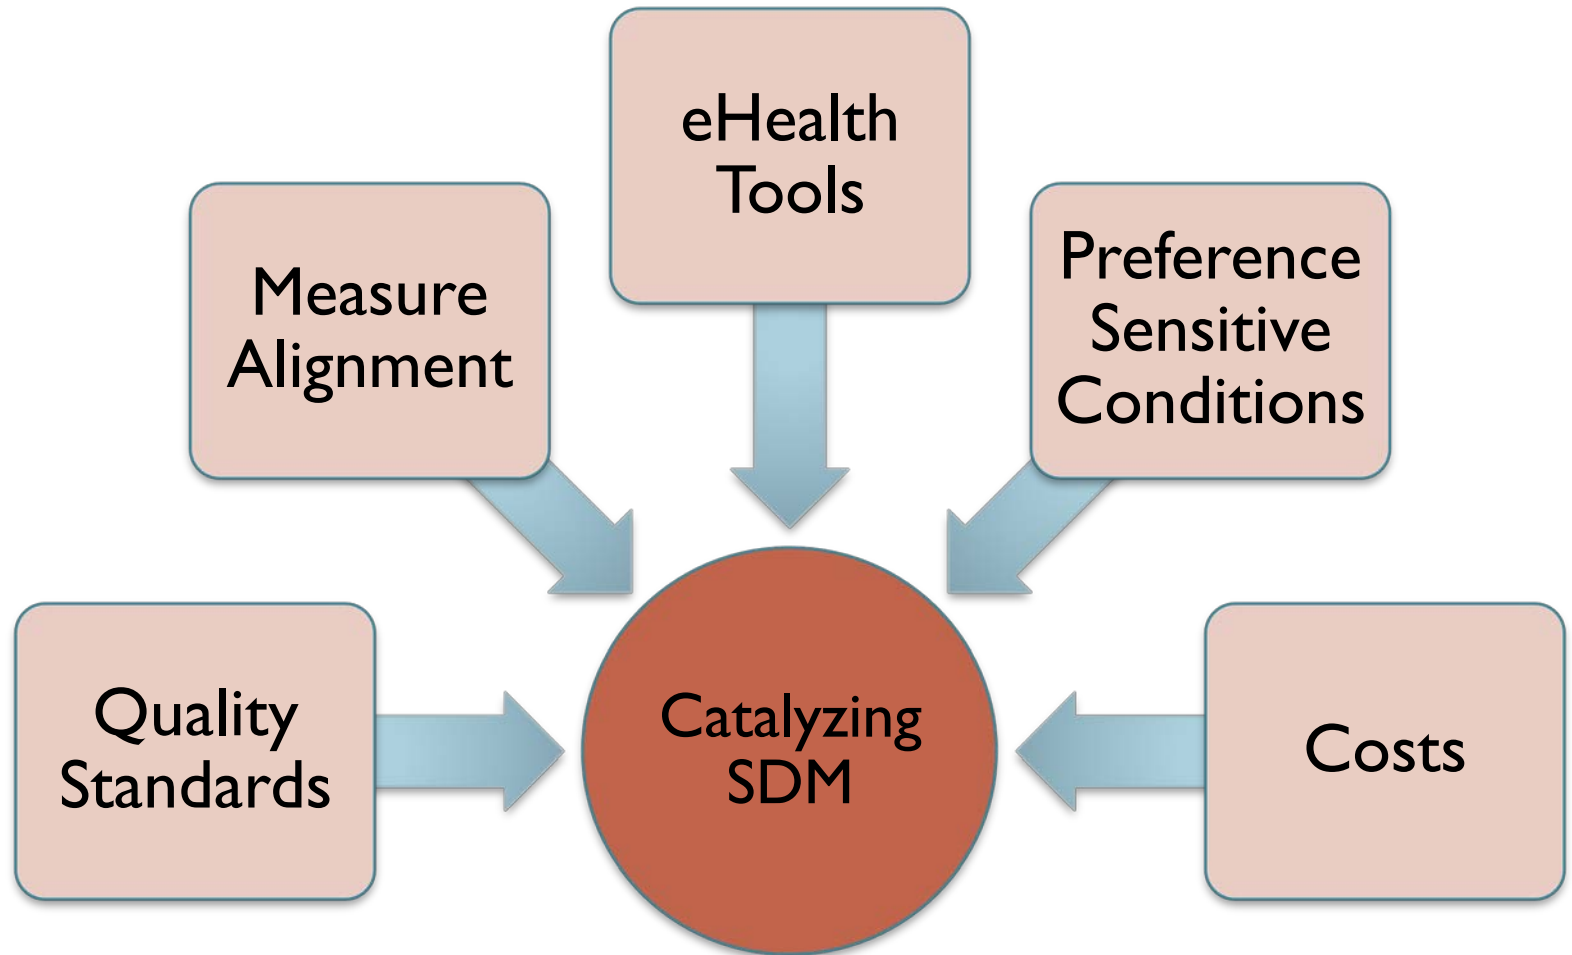 eHealth
Tools
Measure
Alignment
Preference
Sensitive
Conditions
Quality
Standards
Catalyzing
SDM
Costs